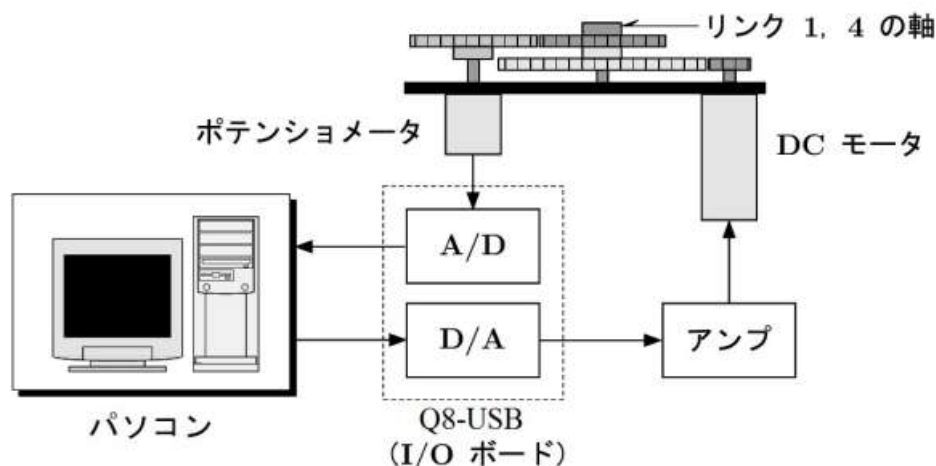 リンク 1, 4 の軸
ポテンショメータ
DC モータ
A/D
D/A
アンプ
パソコン
Q8-USB
(I/O ボード)